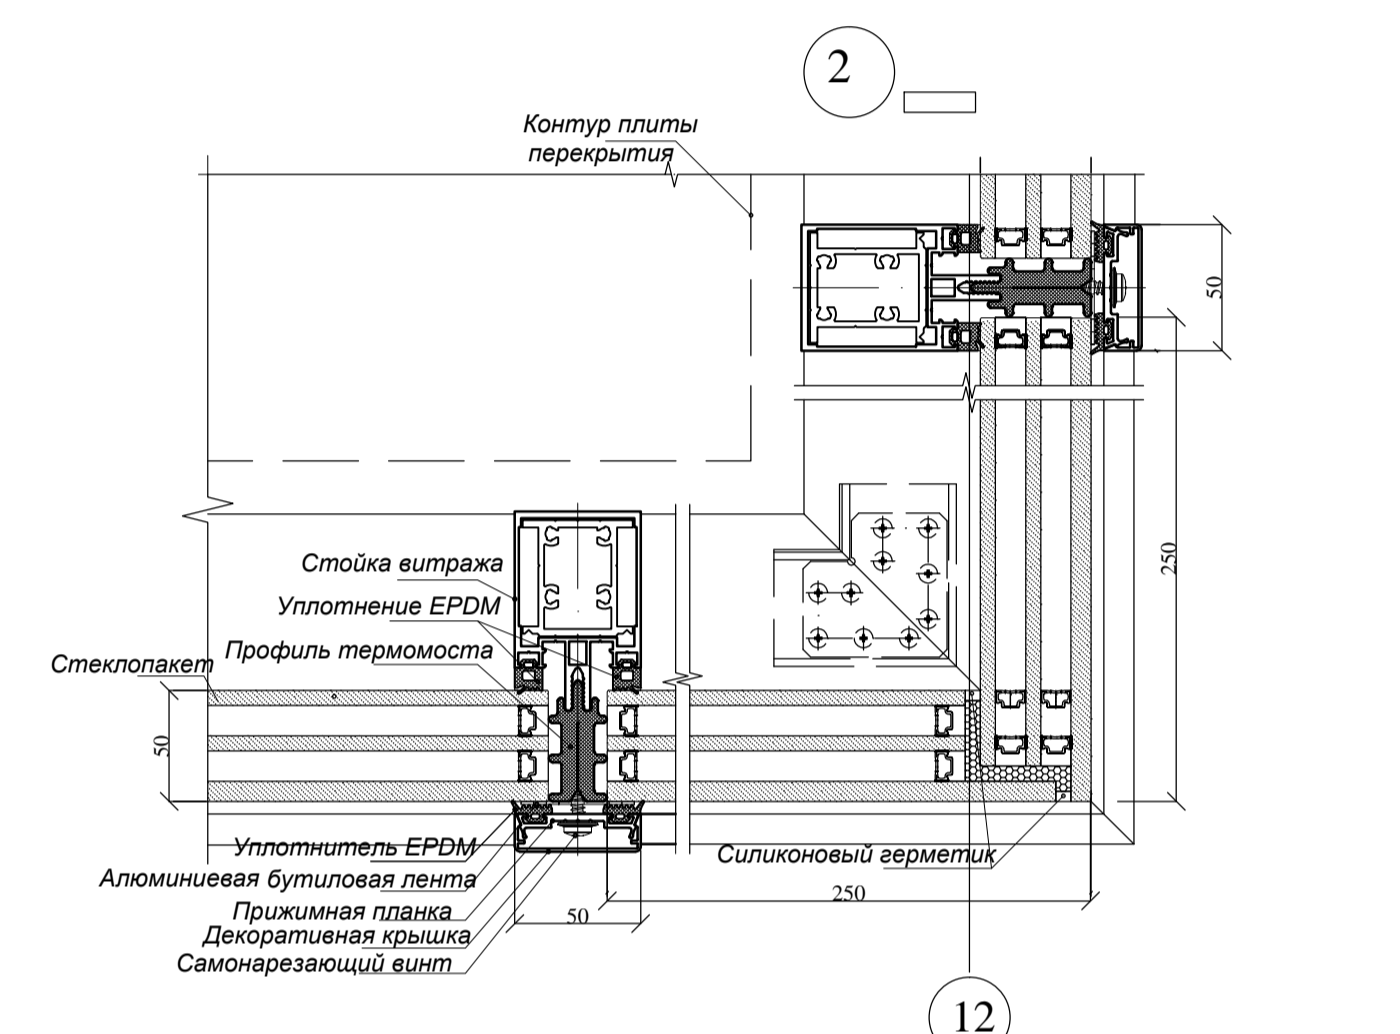 2
Контур плиты
перекрытия
50
250
Стойка витража
Уплотнение EPDM
Профиль термомоста
Стеклопакет
50
Уплотнитель EPDM
Силиконовый герметик
Алюминиевая бутиловая лента
250
Прижимная планка
50
Декоративная крышка
Самонарезающий винт
12